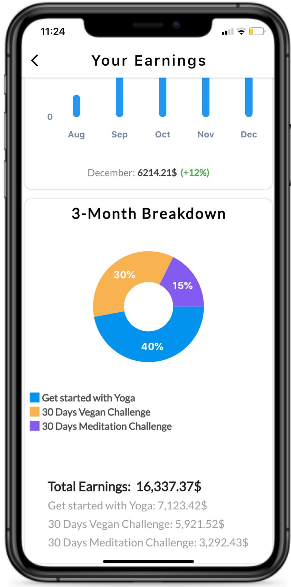 11:24
Your Earnings
0
Aug Sep Oct Nov Dec
December: 6214.21$ (+12%)
3-Month Breakdown
30%
15%
40%
Get started with Yoga
30 Days Vegan Challenge
30 Days Meditation Challenge
Total Earnings: 16,337.37$
Get started with Yoga: 7,123.42$
30 Days Vegan Challenge: 5,921.52$
30 Days Meditation Challenge: 3,292.43$